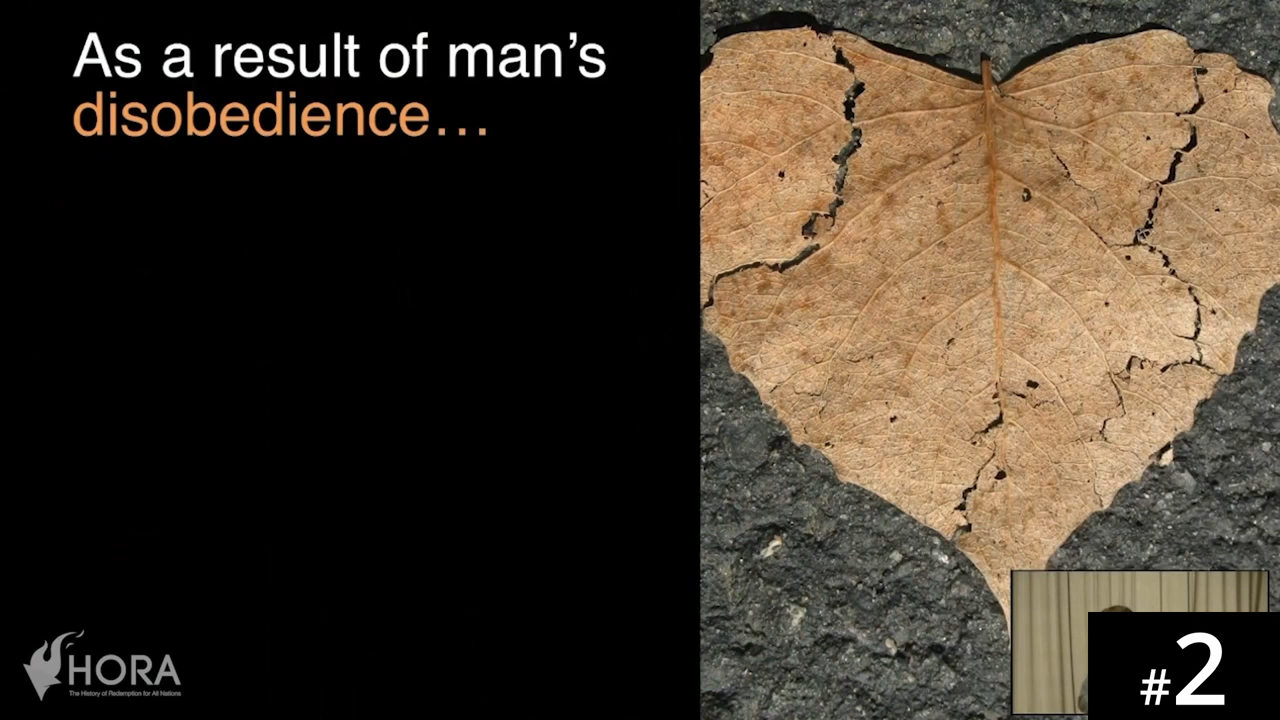 As a result of man’s
disobedience…
HORA
The History of Redemption for All Nations
#2